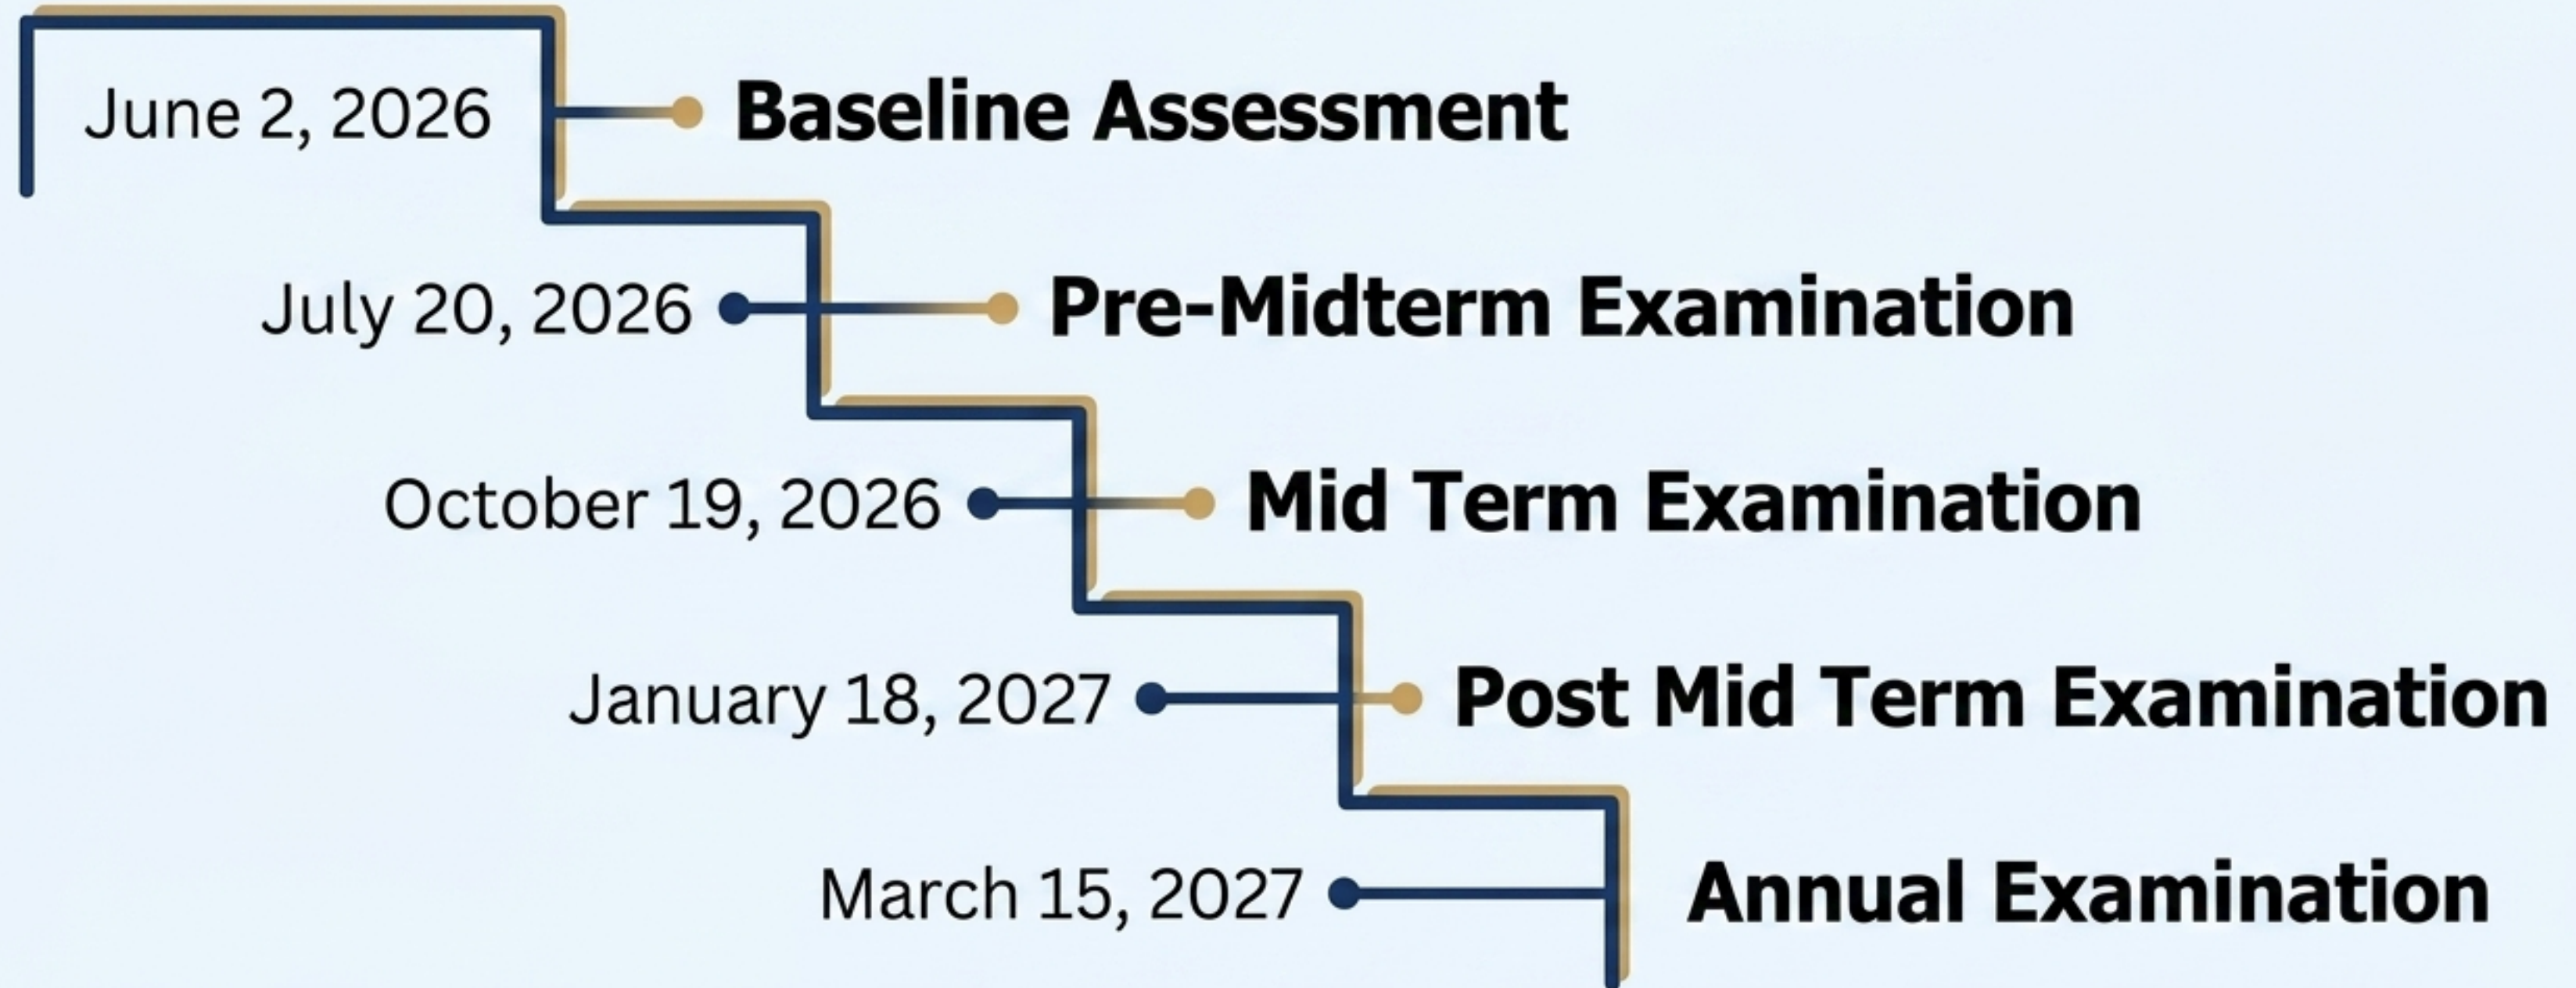 June 2, 2026 Baseline Assessment
July 20, 2026 Pre-Midterm Examination
October 19, 2026 Mid Term Examination
January 18, 2027 Post Mid Term Examination
March 15, 2027 Annual Examination